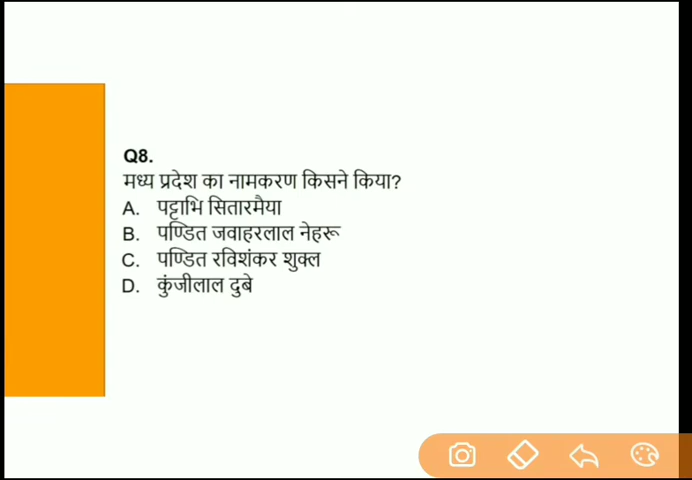 Q8.
मध्य प्रदेश का नामकरण किसने किया?
A. पट्टाभि सितारमैया
B. पण्डित जवाहरलाल नेहरू
C. पण्डित रविशंकर शुक्ल
D. कुंजीलाल दुबे